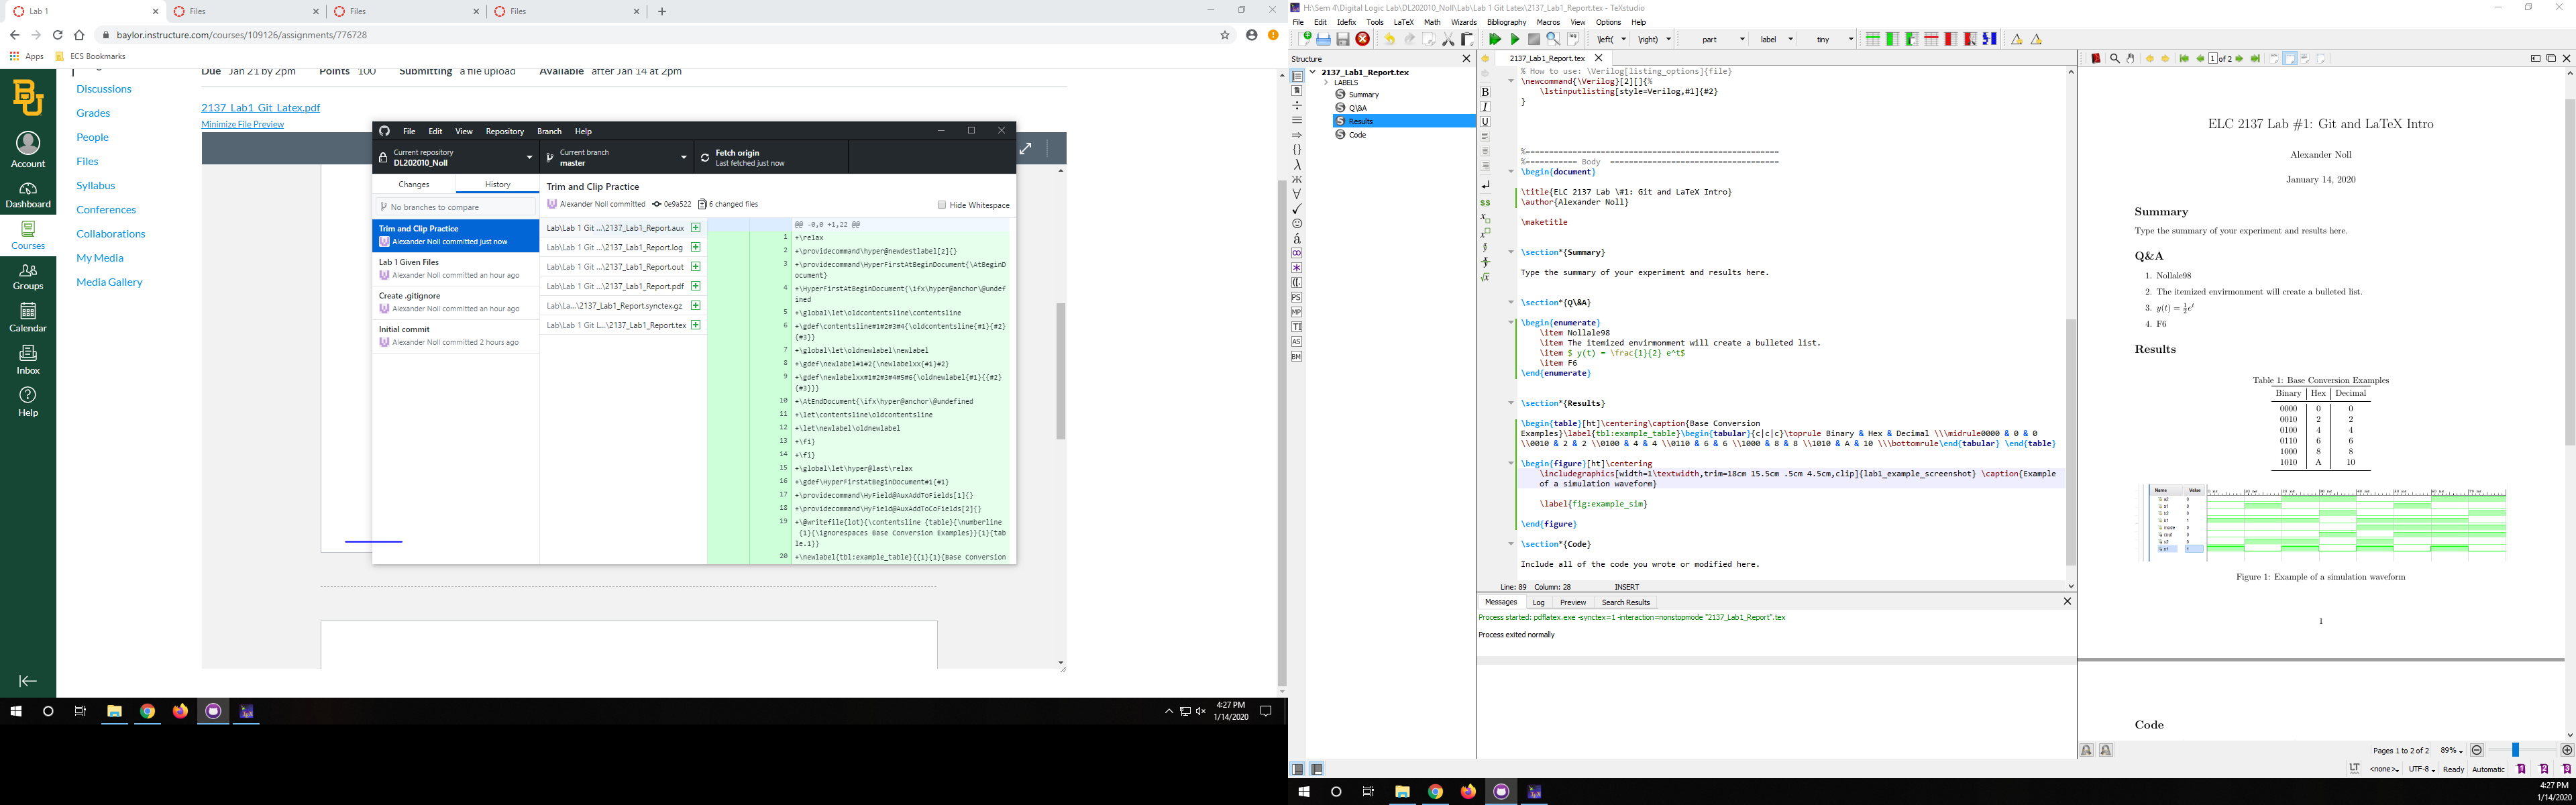 Lab 1
Files
Files
Files
baylor.instructure.com/courses/109126/assignments/776728
Apps
ECS Bookmarks
Account
Dashboard
Courses
Groups
Calendar
Inbox
Help
Discussions
Grades
People
Files
Syllabus
Conferences
Collaborations
My Media
Media Gallery
Due Jan 21 by 2pm Points 100 Submitting a file upload Available after Jan 14 at 2pm
2137_Lab1_Git_Latex.pdf
Minimize File Preview
File Edit View Repository Branch Help
Current repository
DL202010_Noll
Current branch
master
Fetch origin
Last fetched just now
Changes
History
No branches to compare
Trim and Clip Practice
Alexander Noll committed just now
Lab 1 Given Files
Alexander Noll committed an hour ago
Create .gitignore
Alexander Noll committed an hour ago
Initial commit
Alexander Noll committed 2 hours ago
Trim and Clip Practice
Alexander Noll committed 0e9a522 6 changed files
Hide Whitespace
Lab\Lab 1 Git ...\2137_Lab1_Report.aux
Lab\Lab 1 Git ...\2137_Lab1_Report.log
Lab\Lab 1 Git ...\2137_Lab1_Report.out
Lab\Lab 1 Git ...\2137_Lab1_Report.pdf
Lab\La...\2137_Lab1_Report.synctex.gz
Lab\Lab 1 Git L...\2137_Lab1_Report.tex
@@ -0,0 +1,22 @@
1 +\relax
2 +\providecommand\hyper@newdestlabel[2]{}
3 +\providecommand\HyperFirstAtBeginDocument{\AtBeginD
ocument}
4 +\HyperFirstAtBeginDocument{\ifx\hyper@anchor\@undef
ined
5 +\global\let\oldcontentsline\contentsline
6 +\gdef\contentsline#1#2#3#4{\oldcontentsline{#1}{#2}
{#3}}
7 +\global\let\oldnewlabel\newlabel
8 +\gdef\newlabel#1#2{\newlabelxx{#1}#2}
9 +\gdef\newlabelxx#1#2#3#4#5#6{\oldnewlabel{#1}{{#2}
{#3}}}
10 +\AtEndDocument{\ifx\hyper@anchor\@undefined
11 +\let\contentsline\oldcontentsline
12 +\let\newlabel\oldnewlabel
13 +\fi}
14 +\fi}
15 +\global\let\hyper@last\relax
16 +\gdef\HyperFirstAtBeginDocument#1{#1}
17 +\providecommand\HyField@AuxAddToFields[1]{}
18 +\providecommand\HyField@AuxAddToCoFields[2]{}
19 +\@writefile{lot}{\contentsline {table}{\numberline
{1}{\ignorespaces Base Conversion Examples}}{1}{tab
le.1}}
20 +\newlabel{tbl:example_table}{{1}{1}{Base Conversion
4:27 PM
1/14/2020
H:\Sem 4\Digital Logic Lab\DL202010_Noll\Lab\Lab 1 Git Latex\2137_Lab1_Report.tex - TeXstudio
File Edit Idefix Tools LaTeX Math Wizards Bibliography Macros View Options Help
\left( \right) part label tiny
Structure
2137_Lab1_Report.tex
LABELS
Summary
Q\&A
Results
Code
2137_Lab1_Report.tex
% How to use: \Verilog[listing_options]{file}
\newcommand{\Verilog}[2][]{%
\lstinputlisting[style=Verilog,#1]{#2}
}
%===================================================
%=========== Body ==================================
\begin{document}
\title{ELC 2137 Lab \#1: Git and LaTeX Intro}
\author{Alexander Noll}
\maketitle
\section*{Summary}
Type the summary of your experiment and results here.
\section*{Q\&A}
\begin{enumerate}
\item Nollale98
\item The itemized envirmonment will create a bulleted list.
\item $ y(t) = \frac{1}{2} e^t$
\item F6
\end{enumerate}
\section*{Results}
\begin{table}[ht]\centering\caption{Base Conversion
Examples}\label{tbl:example_table}\begin{tabular}{c|c|c}\toprule Binary & Hex & Decimal \\\midrule0000 & 0 & 0
\\0010 & 2 & 2 \\0100 & 4 & 4 \\0110 & 6 & 6 \\1000 & 8 & 8 \\1010 & A & 10 \\\bottomrule\end{tabular} \end{table}
\begin{figure}[ht]\centering
\includegraphics[width=1\textwidth,trim=18cm 15.5cm .5cm 4.5cm,clip]{lab1_example_screenshot} \caption{Example
of a simulation waveform}
\label{fig:example_sim}
\end{figure}
\section*{Code}
Include all of the code you wrote or modified here.
Line: 89 Column: 28 INSERT
Messages Log Preview Search Results
Process started: pdflatex.exe -synctex=1 -interaction=nonstopmode "2137_Lab1_Report".tex
Process exited normally
1 of 2
ELC 2137 Lab #1: Git and LaTeX Intro
Alexander Noll
January 14, 2020
Summary
Type the summary of your experiment and results here.
Q&A
1. Nollale98
2. The itemized envirmonment will create a bulleted list.
3. y(t) = ½e^t
4. F6
Results
Table 1: Base Conversion Examples
Binary Hex Decimal
0000 0 0
0010 2 2
0100 4 4
0110 6 6
1000 8 8
1010 A 10
Name Value
Figure 1: Example of a simulation waveform
1
Code
Pages 1 to 2 of 2 89%
LT <none> UTF-8 Ready Automatic
4:27 PM
1/14/2020